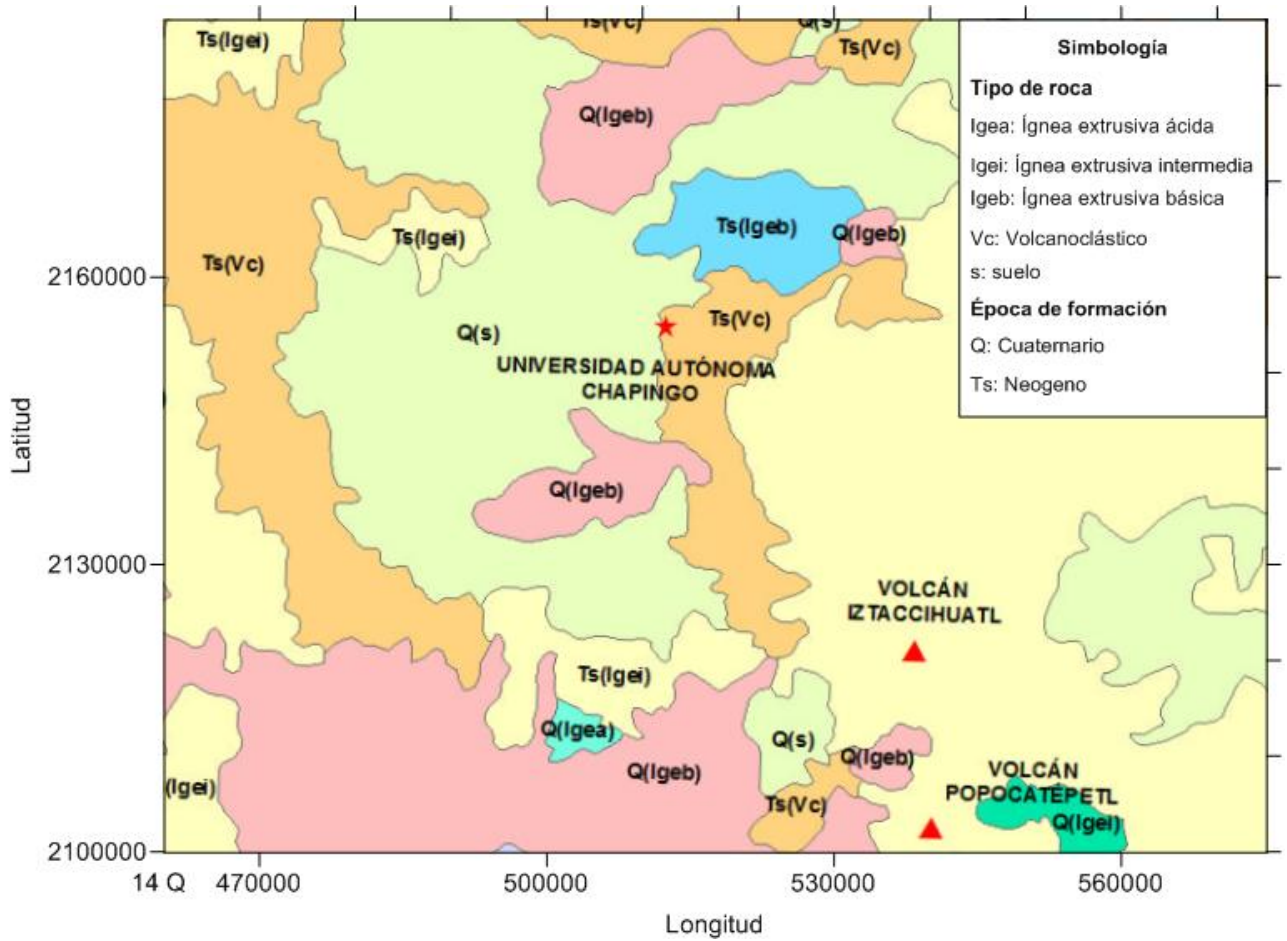 Ts(Igei)
Ts(Vc)
Q(s)
Ts(Vc)
Q(Igeb)
Ts(Igeb)
Q(Igeb)
Ts(Igei)
Ts(Vc)
Ts(Vc)
Q(s)
UNIVERSIDAD AUTÓNOMA
CHAPINGO
Q(Igeb)
VOLCÁN
IZTACCIHUATL
Ts(Igei)
Q(Igea)
Q(s)
Q(Igeb)
Q(Igeb)
VOLCÁN
POPOCATÉPETL
(Igei)
Ts(Vc)
Q(Igei)
Simbología
Tipo de roca
Igea: Ígnea extrusiva ácida
Igei: Ígnea extrusiva intermedia
Igeb: Ígnea extrusiva básica
Vc: Volcanoclástico
s: suelo
Época de formación
Q: Cuaternario
Ts: Neogeno
Latitud
2160000
2130000
2100000
14 Q 470000 500000 530000 560000
Longitud